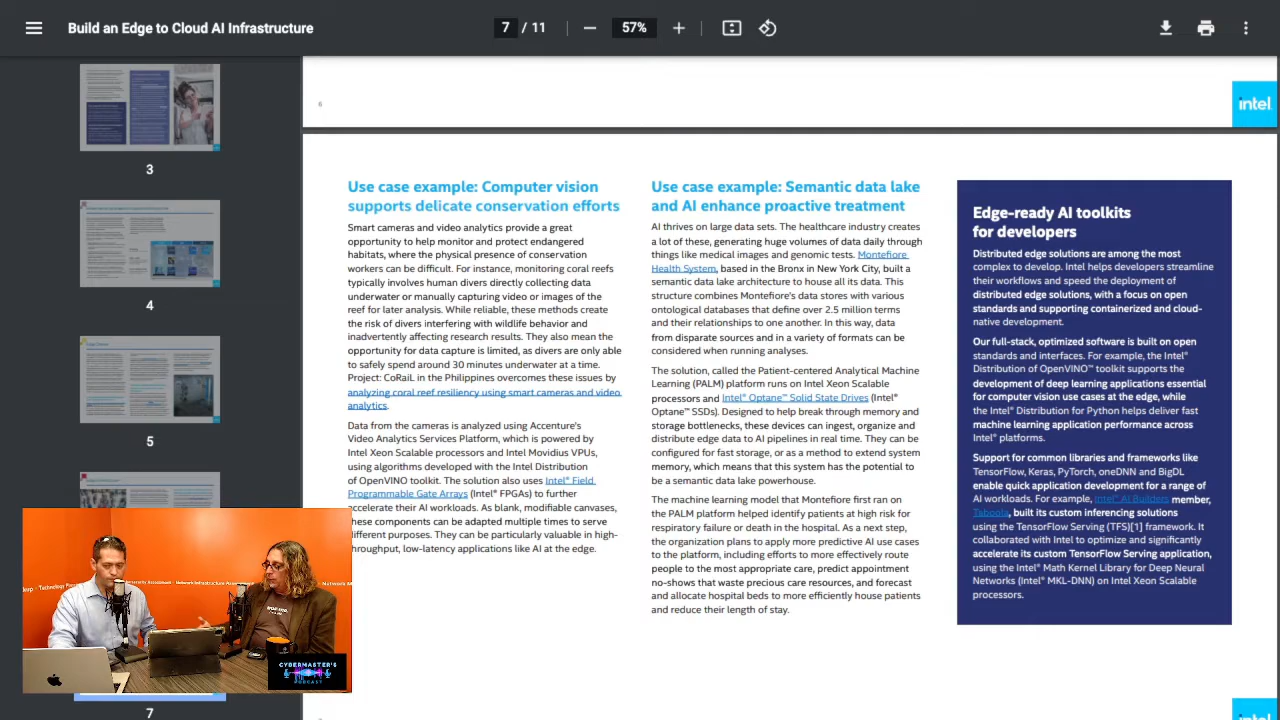 Build an Edge to Cloud AI Infrastructure
7 / 11
57%
3
4
5
7
6
intel
Use case example: Computer vision
supports delicate conservation efforts
Smart cameras and video analytics provide a great
opportunity to help monitor and protect endangered
habitats, where the physical presence of conservation
workers can be difficult. For instance, monitoring coral reefs
typically involves human divers directly collecting data
underwater or manually capturing video or images of the
reef for later analysis. While reliable, these methods create
the risk of divers interfering with wildlife behavior and
inadvertently affecting research results. They also mean the
opportunity for data capture is limited, as divers are only able
to safely spend around 30 minutes underwater at a time.
Project: CoRaiL in the Philippines overcomes these issues by
analyzing coral reef resiliency using smart cameras and video
analytics.
Data from the cameras is analyzed using Accenture's
Video Analytics Services Platform, which is powered by
Intel Xeon Scalable processors and Intel Movidius VPUs,
using algorithms developed with the Intel Distribution
of OpenVINO toolkit. The solution also uses Intel® Field
Programmable Gate Arrays (Intel® FPGAs) to further
accelerate their AI workloads. As blank, modifiable canvases,
these components can be adapted multiple times to serve
different purposes. They can be particularly valuable in high-
throughput, low-latency applications like AI at the edge.
Use case example: Semantic data lake
and AI enhance proactive treatment
AI thrives on large data sets. The healthcare industry creates
a lot of these, generating huge volumes of data daily through
things like medical images and genomic tests. Montefiore
Health System, based in the Bronx in New York City, built a
semantic data lake architecture to house all its data. This
structure combines Montefiore's data stores with various
ontological databases that define over 2.5 million terms
and their relationships to one another. In this way, data
from disparate sources and in a variety of formats can be
considered when running analyses.
The solution, called the Patient-centered Analytical Machine
Learning (PALM) platform runs on Intel Xeon Scalable
processors and Intel® Optane™ Solid State Drives (Intel®
Optane™ SSDs). Designed to help break through memory and
storage bottlenecks, these devices can ingest, organize and
distribute edge data to AI pipelines in real time. They can be
configured for fast storage, or as a method to extend system
memory, which means that this system has the potential to
be a semantic data lake powerhouse.
The machine learning model that Montefiore first ran on
the PALM platform helped identify patients at high risk for
respiratory failure or death in the hospital. As a next step,
the organization plans to apply more predictive AI use cases
to the platform, including efforts to more effectively route
people to the most appropriate care, predict appointment
no-shows that waste precious care resources, and forecast
and allocate hospital beds to more efficiently house patients
and reduce their length of stay.
Edge-ready AI toolkits
for developers
Distributed edge solutions are among the most
complex to develop. Intel helps developers streamline
their workflows and speed the deployment of
distributed edge solutions, with a focus on open
standards and supporting containerized and cloud-
native development.
Our full-stack, optimized software is built on open
standards and interfaces. For example, the Intel®
Distribution of OpenVINO™ toolkit supports the
development of deep learning applications essential
for computer vision use cases at the edge, while
the Intel® Distribution for Python helps deliver fast
machine learning application performance across
Intel® platforms.
Support for common libraries and frameworks like
TensorFlow, Keras, PyTorch, oneDNN and BigDL
enable quick application development for a range of
AI workloads. For example, Intel® AI Builders member,
Taboola, built its custom inferencing solutions
using the TensorFlow Serving (TFS)[1] framework. It
collaborated with Intel to optimize and significantly
accelerate its custom TensorFlow Serving application,
using the Intel® Math Kernel Library for Deep Neural
Networks (Intel® MKL-DNN) on Intel Xeon Scalable
processors.
CYBERMASTER'S
PODCAST
intel